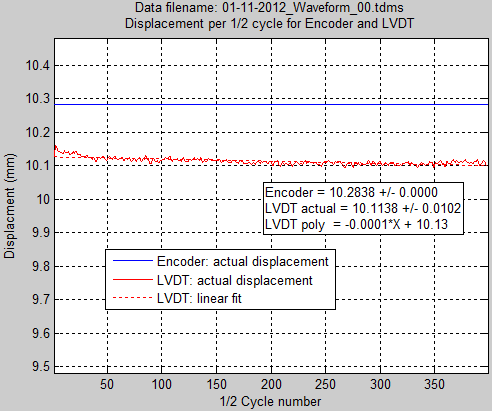 Data filename: 01-11-2012_Waveform_00.tdms
Displacement per 1/2 cycle for Encoder and LVDT
Displacment (mm)
10.4
10.3
10.2
10.1
10
9.9
9.8
9.7
9.6
9.5
Encoder = 10.2838 +/- 0.0000
LVDT actual = 10.1138 +/- 0.0102
LVDT poly = -0.0001*X + 10.13
Encoder: actual displacement
LVDT: actual displacement
LVDT: linear fit
50 100 150 200 250 300 350
1/2 Cycle number